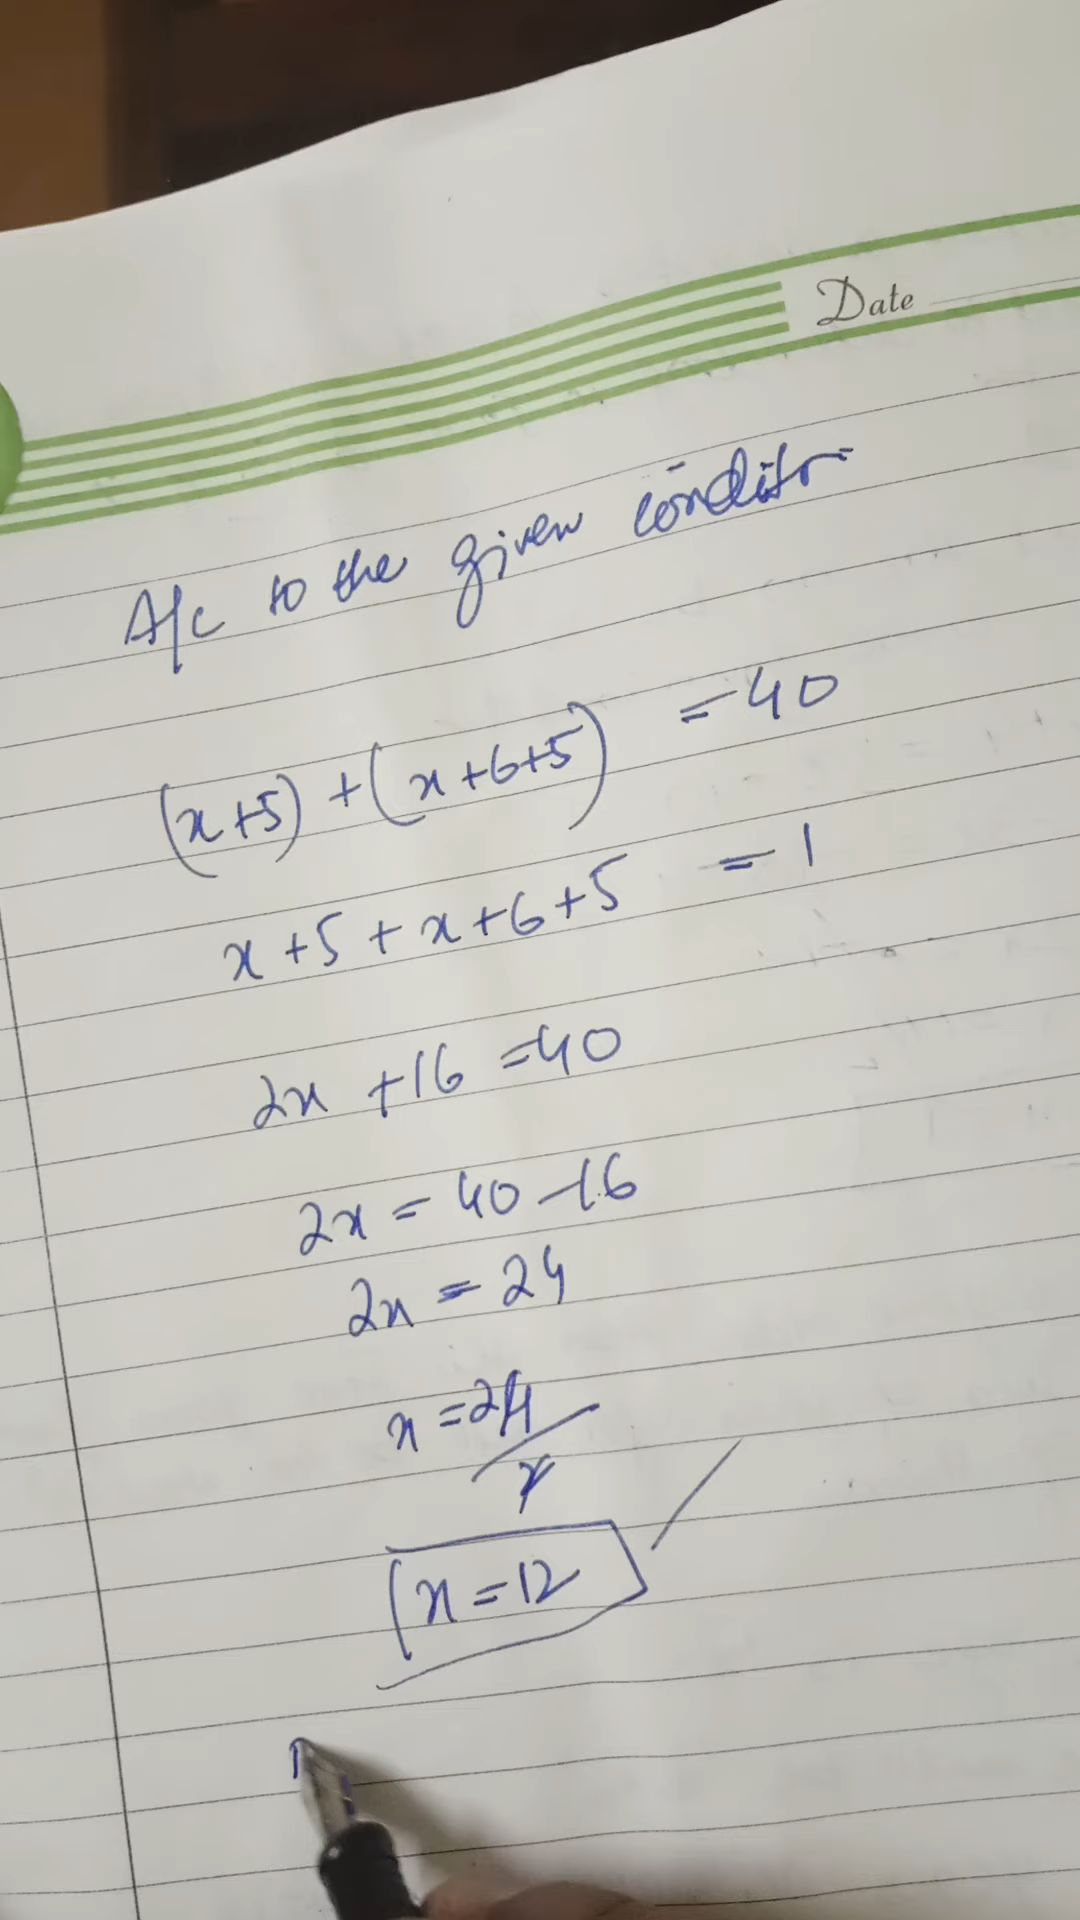 Date
A/c to the given condition
(x+5) + (x+6+5) = 40
x+5+x+6+5 = 1
2x +16 =40
2x = 40 -16
2x = 24
x = 24
2
x = 12